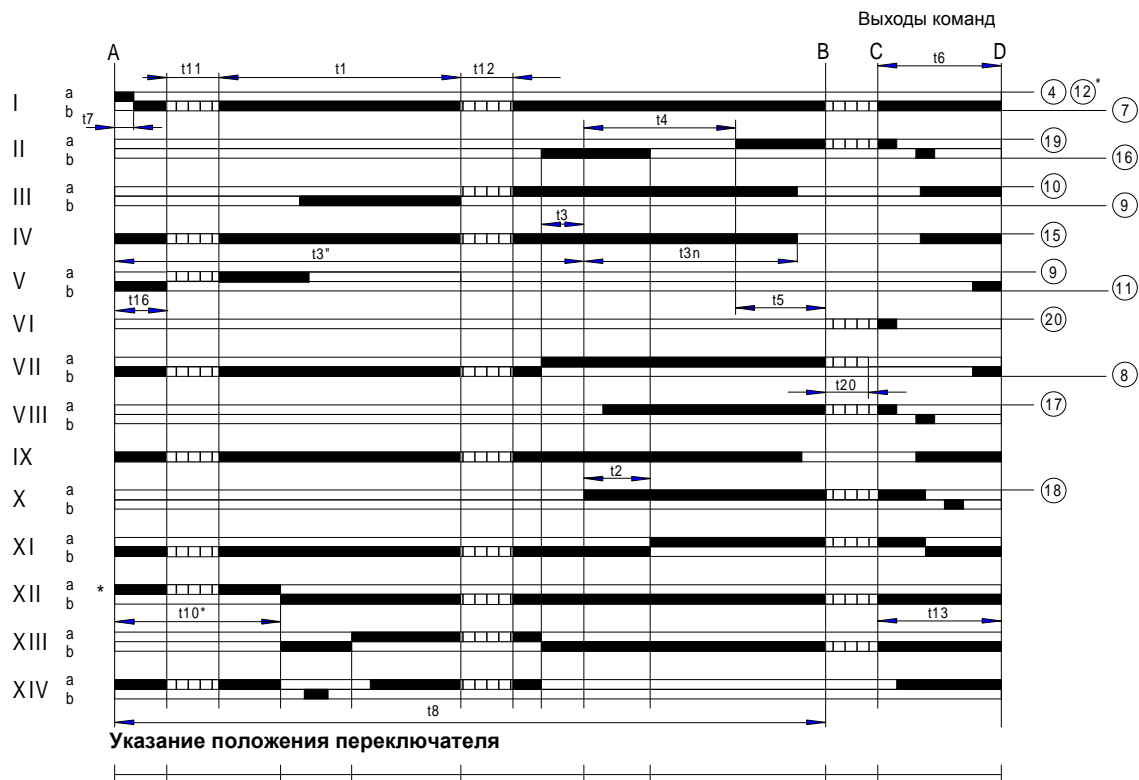 Выходы команд
A B C D
t11 t1 t12 t6
I a b 4 12* 7
t7 t4
II a b 19 16
III a b 10 9
t3
IV 15
t3" t3n
V a b 9 11
t16 t5
VI 20
VII a b 8
t20
VIII a b 17
IX
t2
X a b 18
XI a b
XII a b *
t10* t13
XIII a b
XIV a b
t8
Указание положения переключателя